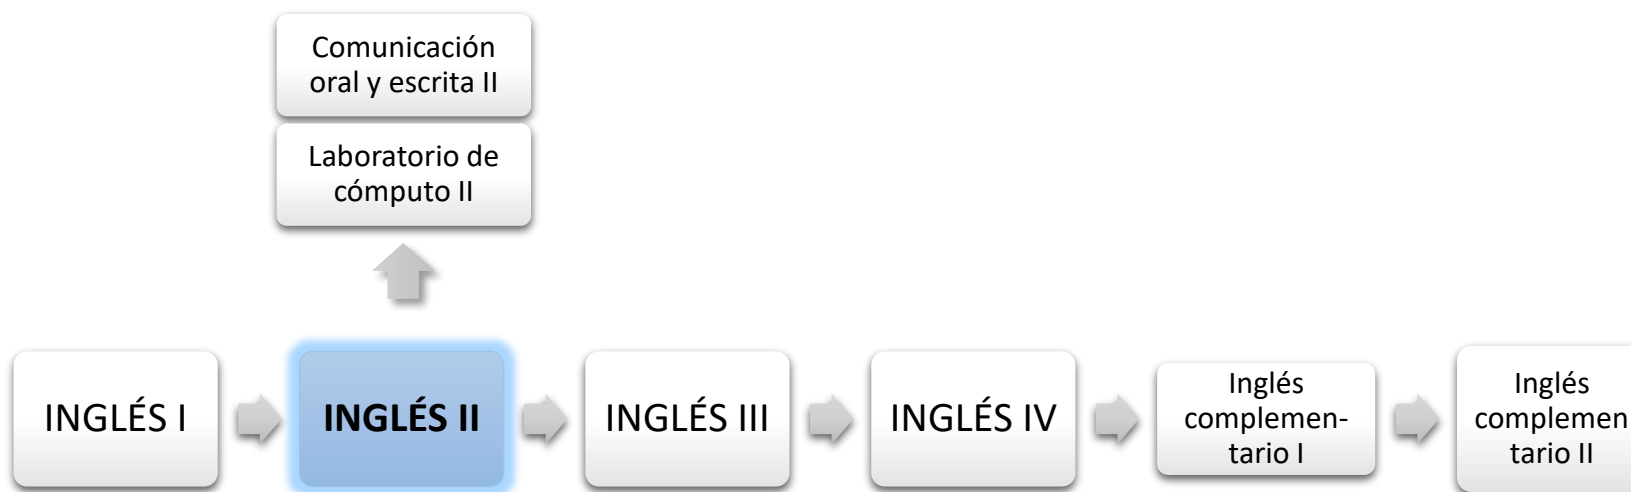 Comunicación
oral y escrita II
Laboratorio de
cómputo II
INGLÉS I
INGLÉS II
INGLÉS III
INGLÉS IV
Inglés
complemen-
tario I
Inglés
complemen
tario II